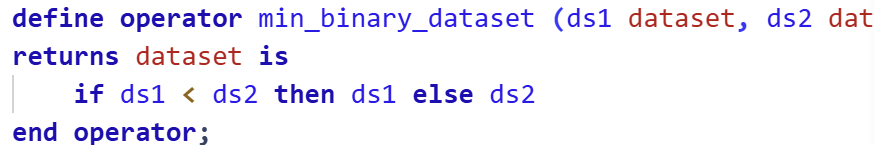 define operator min_binary_dataset (ds1 dataset, ds2 dat
returns dataset is
if ds1 < ds2 then ds1 else ds2
end operator;